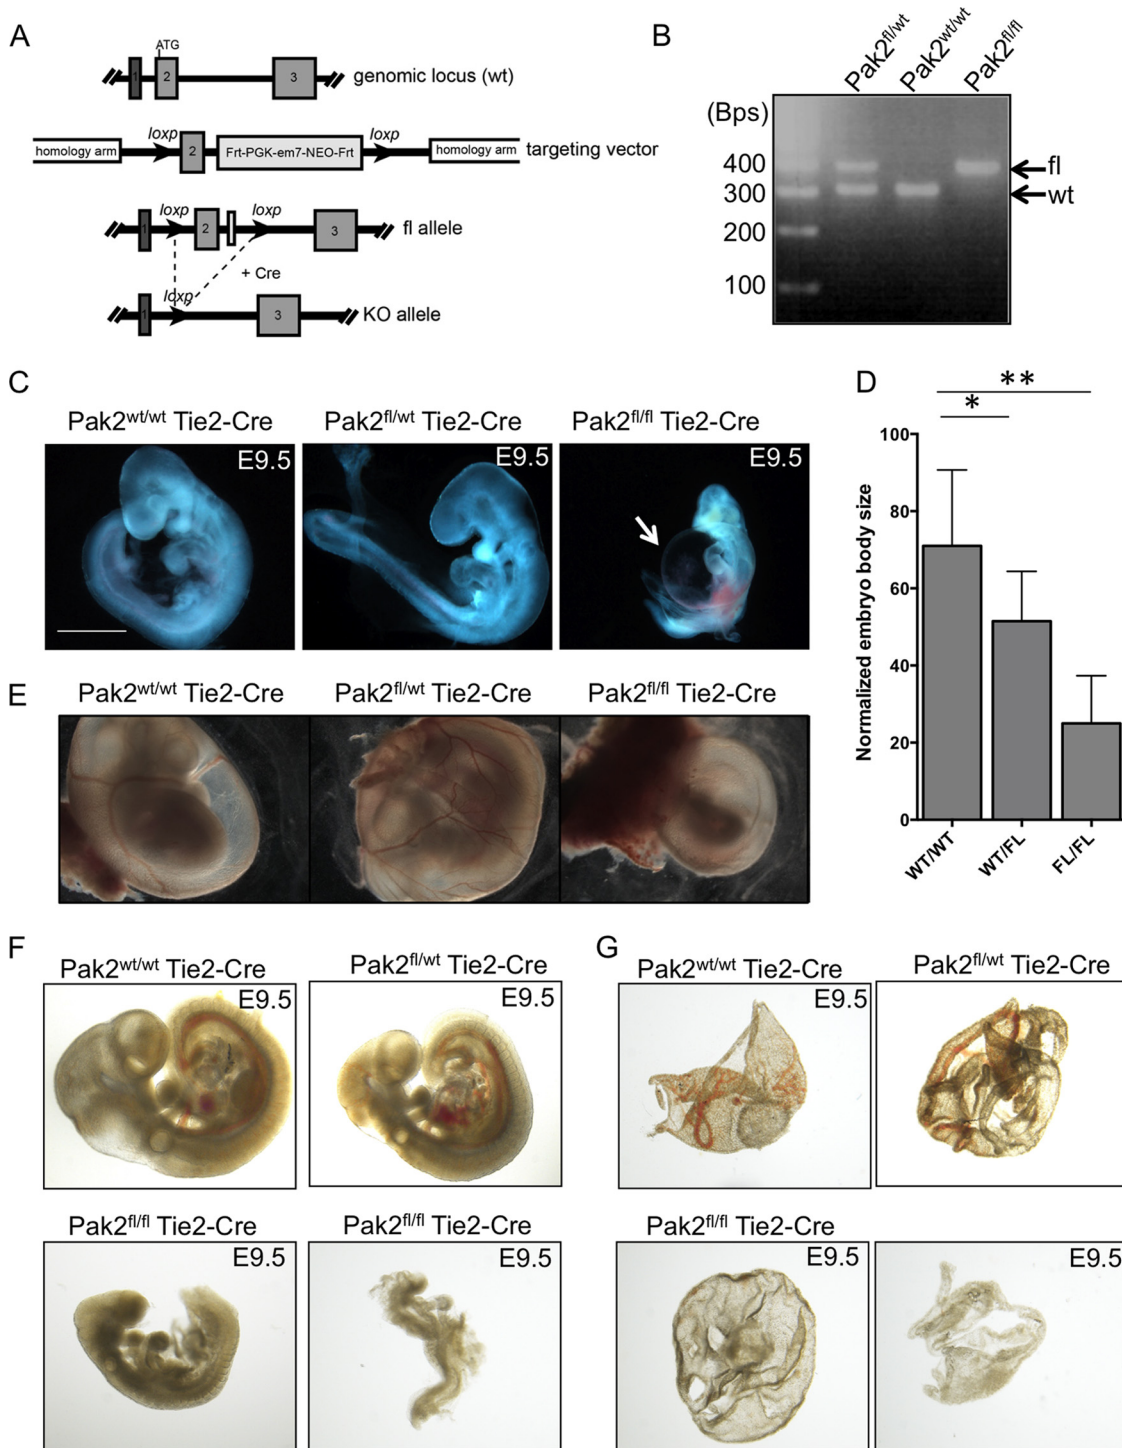 A
ATG
1 2 3 genomic locus (wt)
loxp loxp
homology arm 2 Frt-PGK-em7-NEO-Frt homology arm targeting vector
loxp loxp
1 2 3 fl allele
+ Cre
loxp
1 3 KO allele
B
Pak2fl/wt Pak2wt/wt Pak2fl/fl
(Bps)
400 fl
300 wt
200
100
C
Pak2wt/wt Tie2-Cre Pak2fl/wt Tie2-Cre Pak2fl/fl Tie2-Cre
E9.5 E9.5 E9.5
D
**
*
Normalized embryo body size
100
80
60
40
20
0
WT/WT WT/FL FL/FL
E
Pak2wt/wt Tie2-Cre Pak2fl/wt Tie2-Cre Pak2fl/fl Tie2-Cre
F
Pak2wt/wt Tie2-Cre Pak2fl/wt Tie2-Cre
E9.5 E9.5
Pak2fl/fl Tie2-Cre Pak2fl/fl Tie2-Cre
E9.5 E9.5
G
Pak2wt/wt Tie2-Cre Pak2fl/wt Tie2-Cre
E9.5
Pak2fl/fl Tie2-Cre
E9.5 E9.5